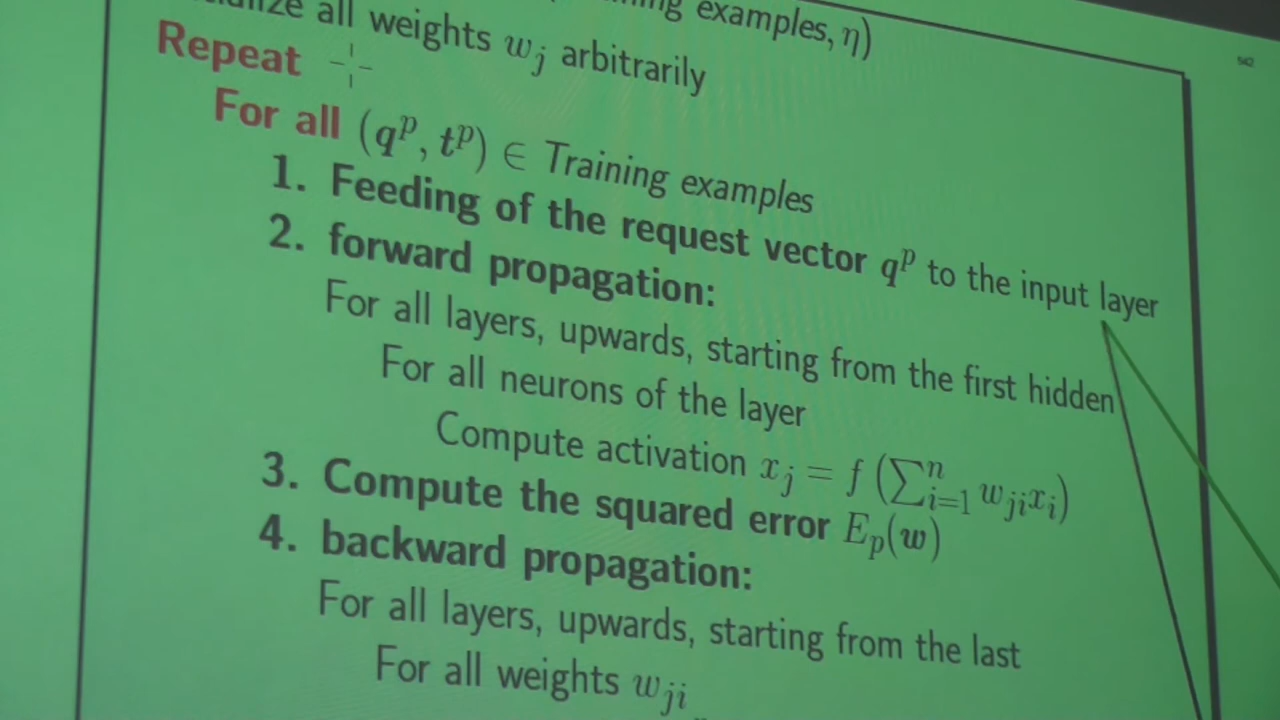 examples, η)
all weights w_j arbitrarily
Repeat
For all (q^p, t^p) ∈ Training examples
1. Feeding of the request vector q^p to the input layer
2. forward propagation:
For all layers, upwards, starting from the first hidden
For all neurons of the layer
Compute activation x_j = f (∑_{i=1}^n w_{ji}x_i)
3. Compute the squared error E_p(w)
4. backward propagation:
For all layers, upwards, starting from the last
For all weights w_{ji}